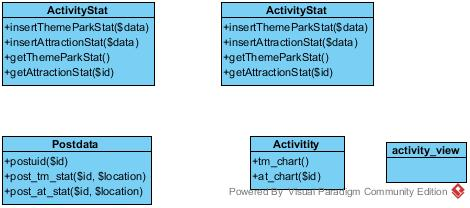 ActivityStat
+insertThemeParkStat($data)
+insertAttractionStat($data)
+getThemeParkStat()
+getAttractionStat($id)
ActivityStat
+insertThemeParkStat($data)
+insertAttractionStat($data)
+getThemeParkStat()
+getAttractionStat($id)
Postdata
+postuid($id)
+post_tm_stat($id, $location)
+post_at_stat($id, $location)
Activitity
+tm_chart()
+at_chart($id)
activity_view
Powered By Visual Paradigm Community Edition